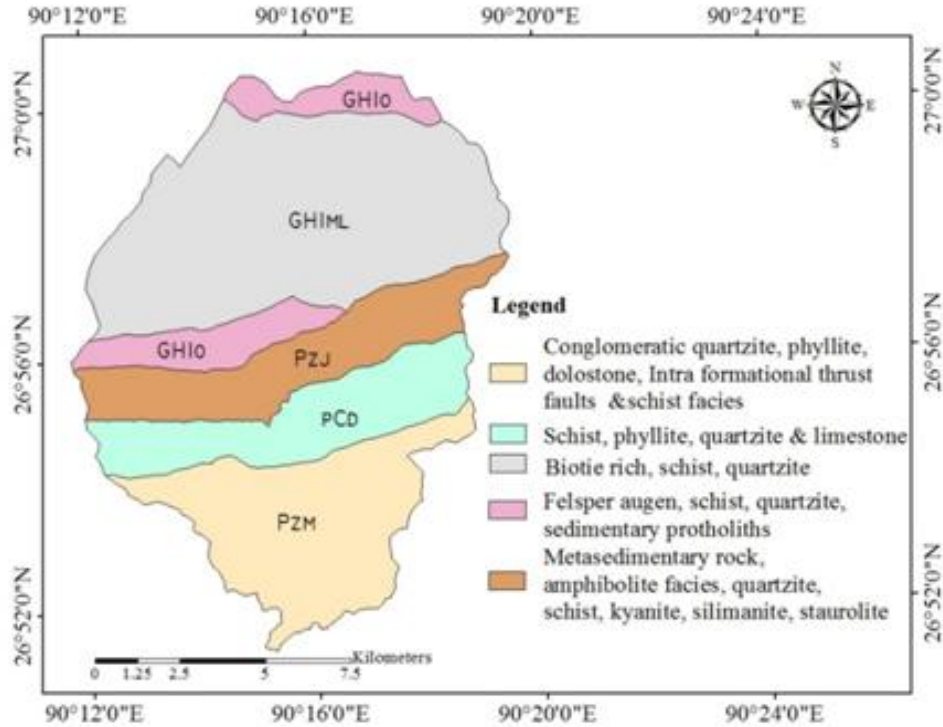 90°12'0"E 90°16'0"E 90°20'0"E 90°24'0"E
27°0'0"N
27°0'0"N
26°56'0"N
26°56'0"N
26°52'0"N
26°52'0"N
N
W E
S
GHlo
GHlML
GHlo
PzJ
pCd
PzM
Legend
Conglomeratic quartzite, phyllite,
dolostone, Intra formational thrust
faults &schist facies
Schist, phyllite, quartzite & limestone
Biotie rich, schist, quartzite
Felsper augen, schist, quartzite,
sedimentary protholiths
Metasedimentary rock,
amphibolite facies, quartzite,
schist, kyanite, silimanite, staurolite
Kilometers
0 1.25 2.5 5 7.5
90°12'0"E 90°16'0"E 90°20'0"E 90°24'0"E